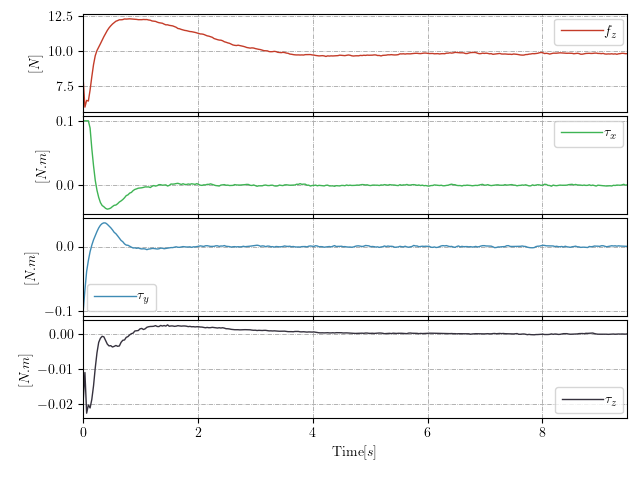 12.5
10.0
7.5
[N]
f_z
0.1
0.0
[N.m]
τ_x
0.0
−0.1
[N.m]
τ_y
0.00
−0.01
−0.02
[N.m]
τ_z
0 2 4 6 8
Time[s]